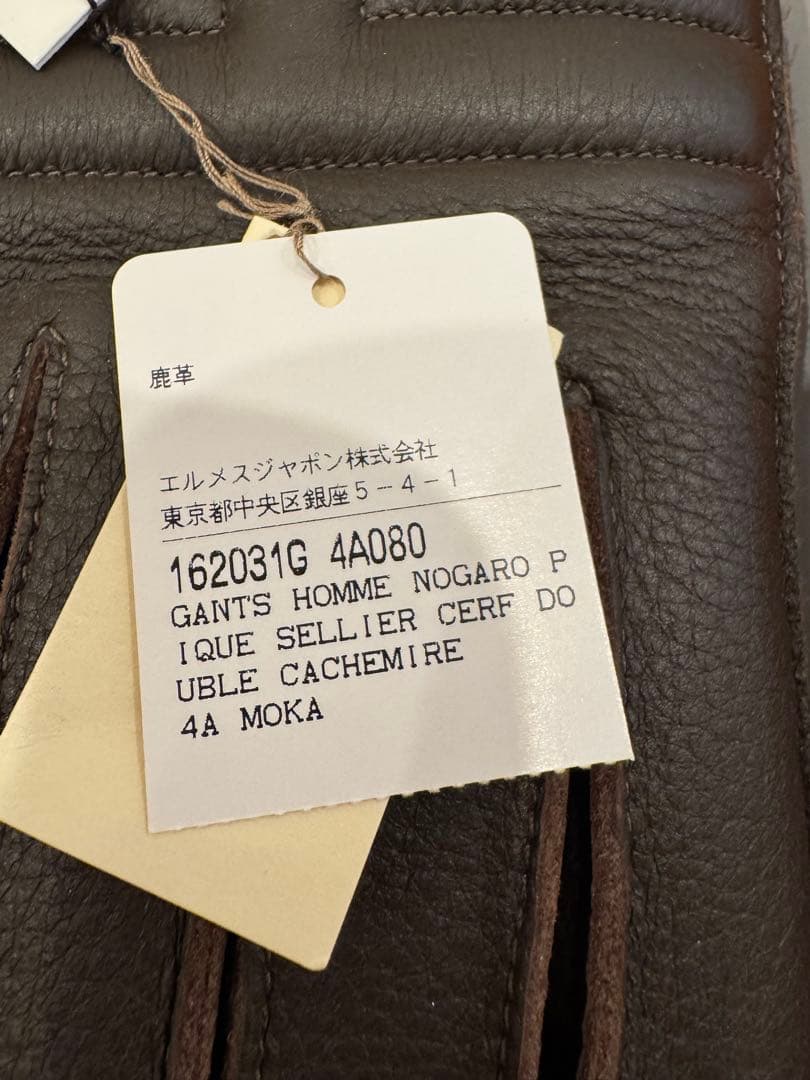 鹿革
エルメスジャポン株式会社
東京都中央区銀座5-4-1
162031G 4A080
GANTS HOMME NOGARO P
IQUE SELLIER CERF DO
UBLE CACHEMIRE
4A MOKA